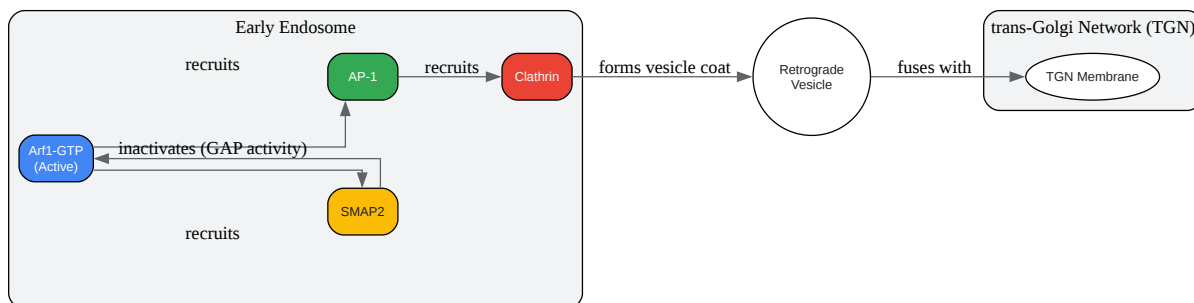 Early Endosome
trans-Golgi Network (TGN)
recruits
AP-1
recruits
Clathrin
forms vesicle coat
Retrograde
Vesicle
fuses with
TGN Membrane
Arf1-GTP
(Active)
inactivates (GAP activity)
SMAP2
recruits